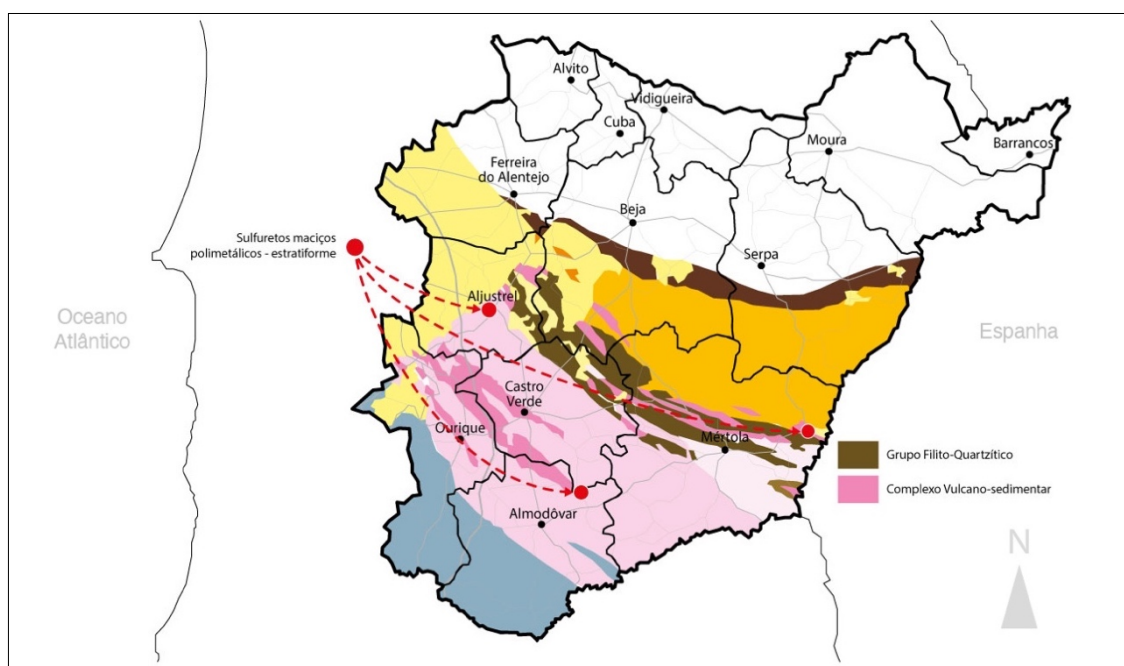 Alvito
Vidigueira
Cuba
Moura
Barrancos
Ferreira
do Alentejo
Beja
Serpa
Sulfuretos maciços
polimetálicos - estratiforme
Aljustrel
Oceano
Atlântico
Espanha
Castro
Verde
Ourique
Mértola
Grupo Filito-Quartzítico
Complexo Vulcano-sedimentar
Almodôvar
N